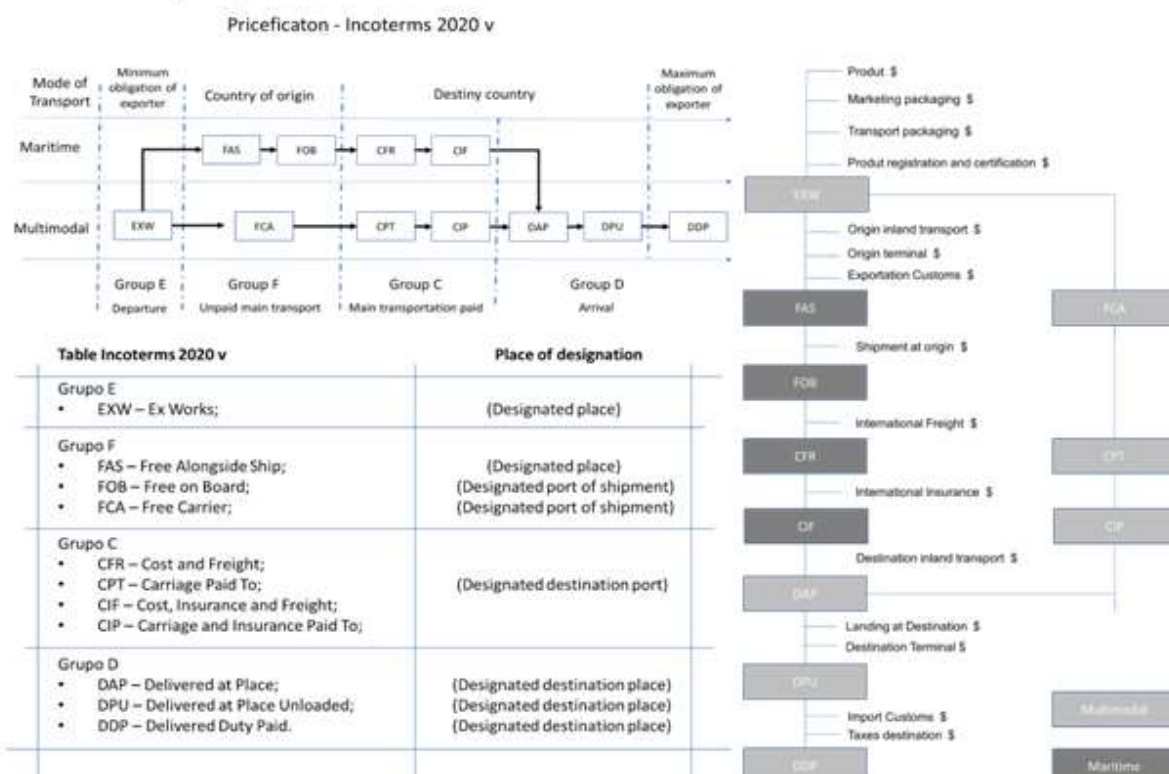 Priceficaton - Incoterms 2020 v
Mode of
Transport
Minimum
obligation of
exporter
Country of origin
Destiny country
Maximum
obligation of
exporter
Maritime
FAS
FOB
CFR
CIF
Multimodal
EXW
FCA
CPT
CIP
DAP
DPU
DDP
Group E
Group F
Group C
Group D
Departure
Unpaid main transport
Main transportation paid
Arrival
Table Incoterms 2020 v
Place of designation
Grupo E
• EXW – Ex Works;
(Designated place)
Grupo F
• FAS – Free Alongside Ship;
(Designated place)
• FOB – Free on Board;
(Designated port of shipment)
• FCA – Free Carrier;
(Designated port of shipment)
Grupo C
• CFR – Cost and Freight;
• CPT – Carriage Paid To;
(Designated destination port)
• CIF – Cost, Insurance and Freight;
• CIP – Carriage and Insurance Paid To;
Grupo D
• DAP – Delivered at Place;
(Designated destination place)
• DPU – Delivered at Place Unloaded;
(Designated destination place)
• DDP – Delivered Duty Paid.
(Designated destination place)
Produt $
Marketing packaging $
Transport packaging $
Produt registration and certification $
EXW
Origin inland transport $
Origin terminal $
Exportation Customs $
FAS
FCA
Shipment at origin $
FOB
International Freight $
CFR
CPT
International Insurance $
CIF
CIP
Destination inland transport $
DAP
Landing at Destination $
Destination Terminal $
DPU
Multimodal
Import Customs $
Taxes destination $
DDP
Maritime